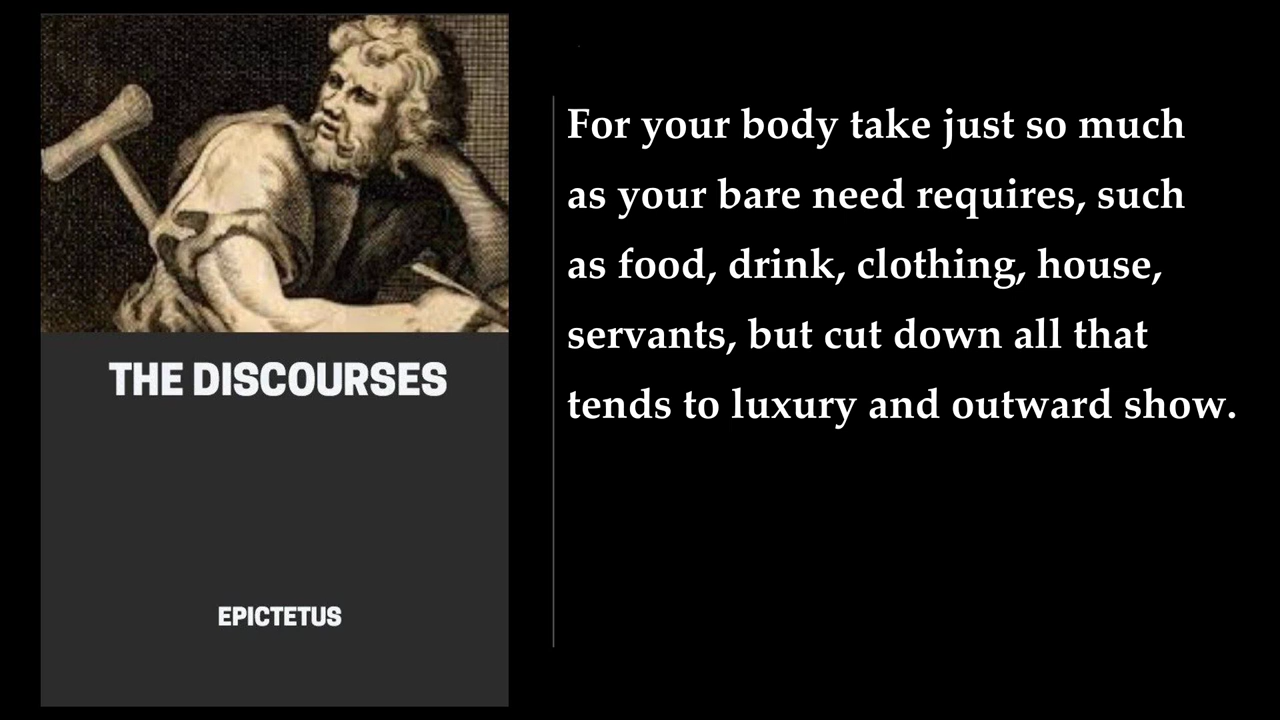 THE DISCOURSES
EPICTETUS
For your body take just so much
as your bare need requires, such
as food, drink, clothing, house,
servants, but cut down all that
tends to luxury and outward show.